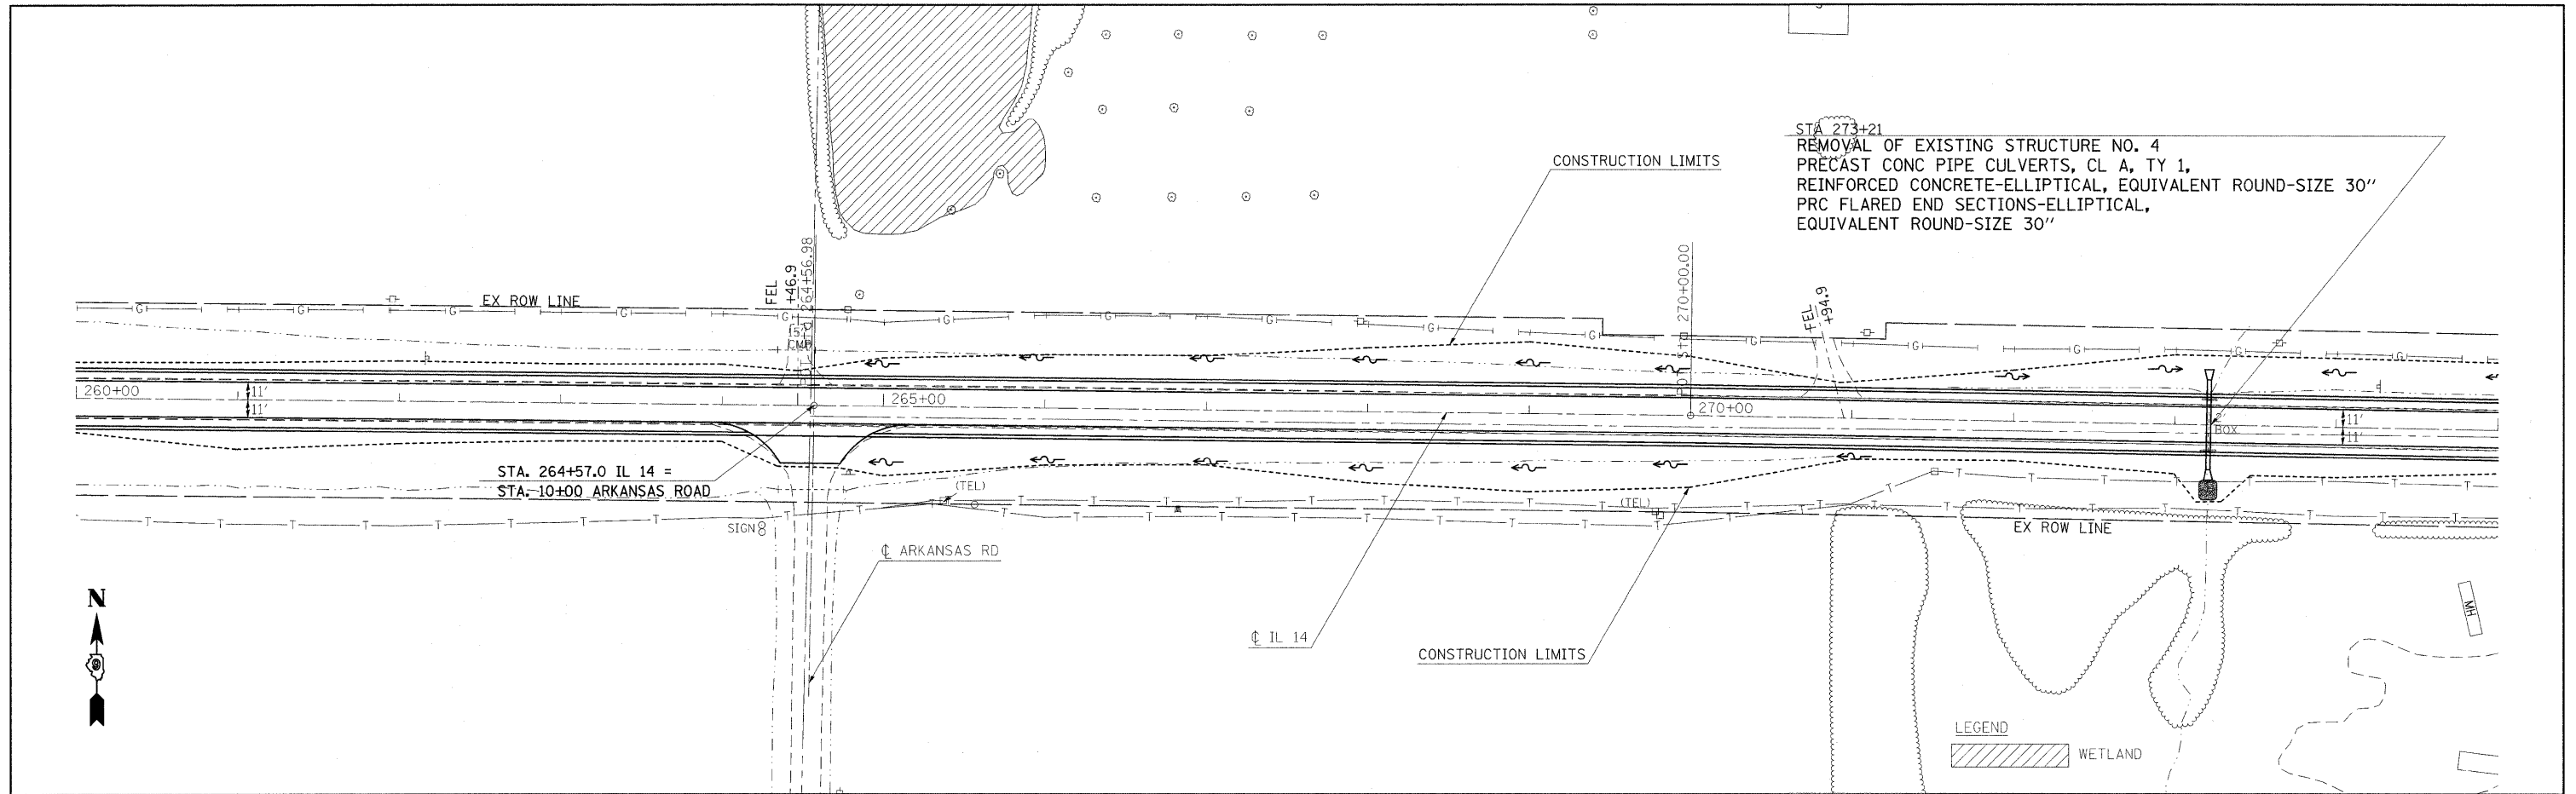 STA 273+21
REMOVAL OF EXISTING STRUCTURE NO. 4
PRECAST CONC PIPE CULVERTS, CL A, TY 1,
REINFORCED CONCRETE-ELLIPTICAL, EQUIVALENT ROUND-SIZE 30"
PRC FLARED END SECTIONS-ELLIPTICAL,
EQUIVALENT ROUND-SIZE 30"
CONSTRUCTION LIMITS
FEL
+46.9
264+56.98
270+00.00
FEL
+94.9
EX ROW LINE
G G G G G G G G G G G G G G G
CMP
260+00
11'
11'
265+00
270+00
11'
11'
BOX
STA. 264+57.0 IL 14 =
STA. 10+00 ARKANSAS ROAD
(TEL)
(TEL)
SIGN
EX ROW LINE
℄ ARKANSAS RD
℄ IL 14
CONSTRUCTION LIMITS
N
MH
LEGEND
WETLAND